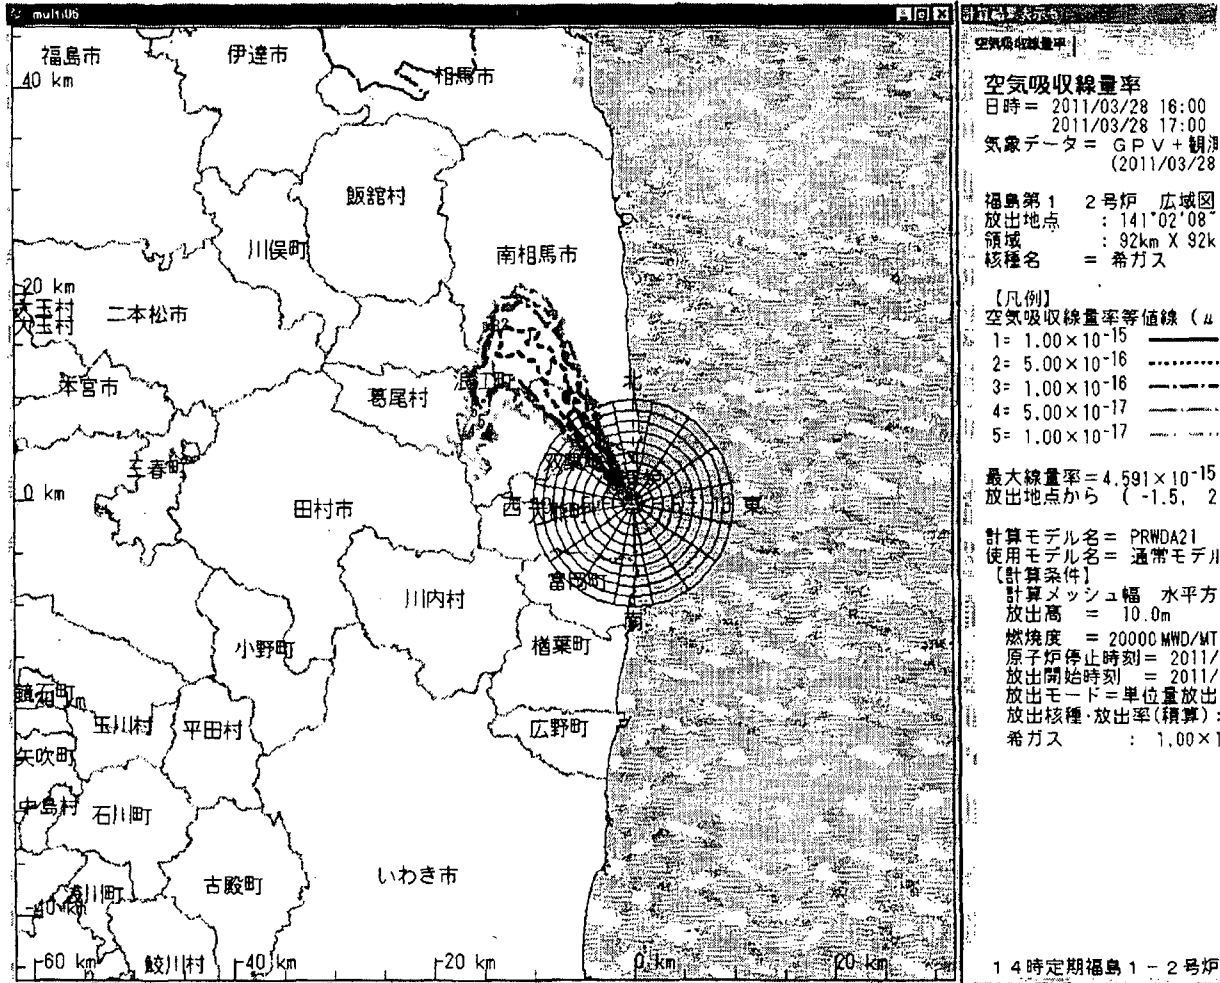 multi06
福島市
伊達市
相馬市
40 km
飯舘村
川俣町
南相馬市
20 km
大玉村
大玉村
二本松市
本宮市
浪江町
北
葛尾村
三春町
双葉町
0 km
田村市
西
東
富岡町
川内村
南
小野町
楢葉町
鏡石町
玉川村
平田村
広野町
矢吹町
中島村
石川町
浅川町
古殿町
いわき市
-40 km
鮫川村
-60 km
-40 km
-20 km
0 km
20 km
計算結果表示
空気吸収線量率
空気吸収線量率
日時= 2011/03/28 16:00
2011/03/28 17:00
気象データ= GPV+観測
(2011/03/28
福島第1 2号炉 広域図
放出地点 : 141°02'08"
領域 : 92km X 92k
核種名 = 希ガス
【凡例】
空気吸収線量率等値線 (μ
1= 1.00×10-15
2= 5.00×10-16
3= 1.00×10-16
4= 5.00×10-17
5= 1.00×10-17
最大線量率=4.591×10-15
放出地点から ( -1.5, 2
計算モデル名= PRWDA21
使用モデル名= 通常モデル
【計算条件】
計算メッシュ幅 水平方
放出高 = 10.0m
燃焼度 = 20000MWD/MT
原子炉停止時刻= 2011/
放出開始時刻 = 2011/
放出モード=単位量放出
放出核種・放出率(積算):
希ガス : 1.00×1
14時定期福島1-2号炉